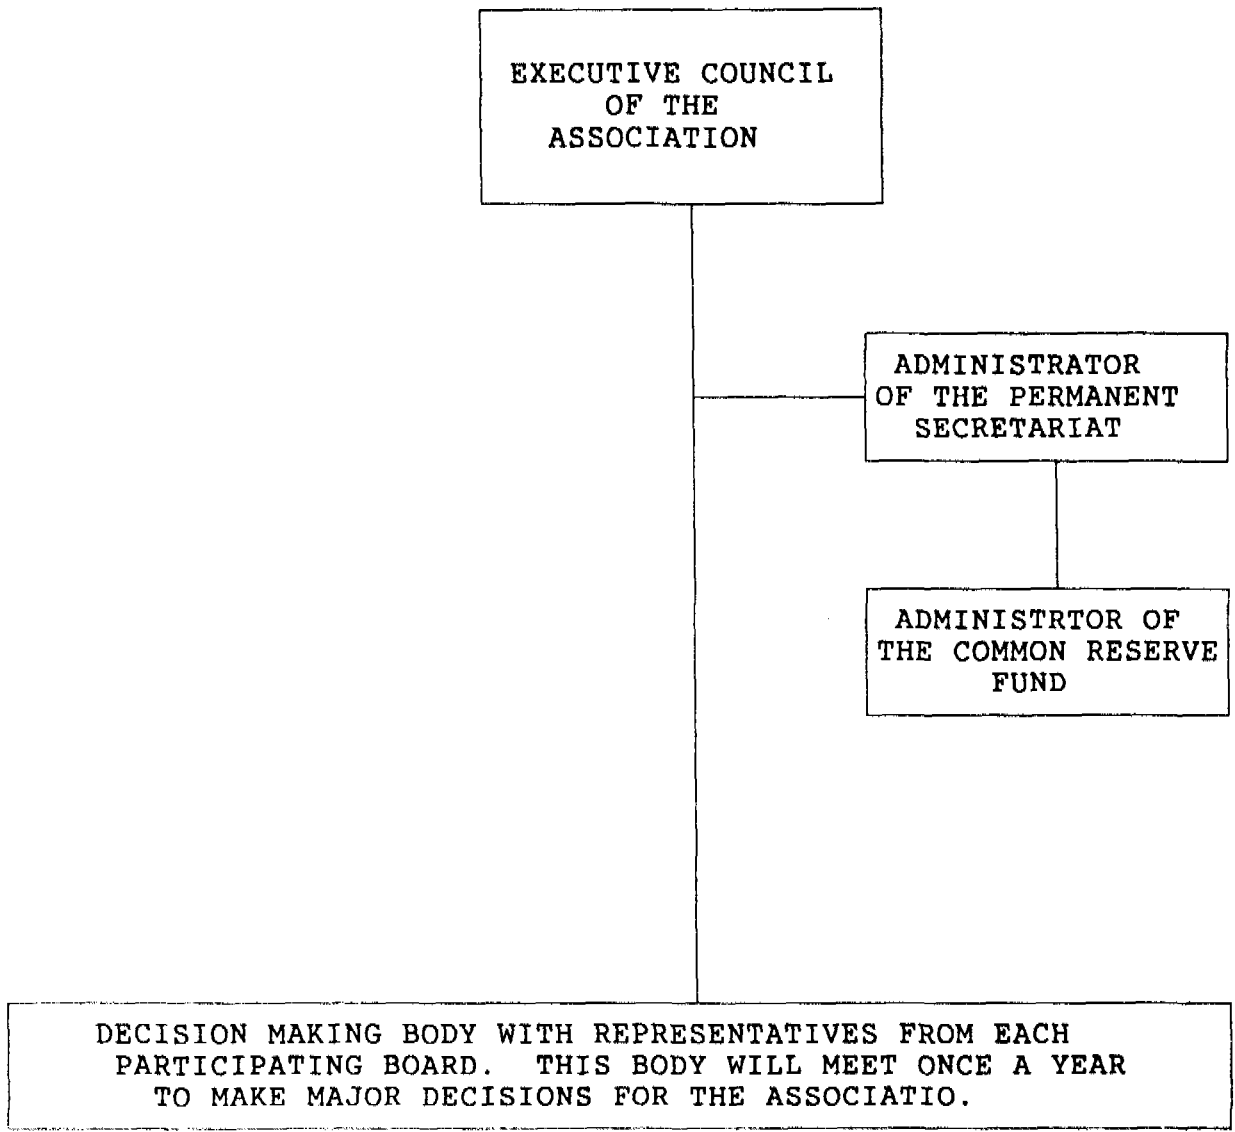 EXECUTIVE COUNCIL
OF THE
ASSOCIATION
ADMINISTRATOR
OF THE PERMANENT
SECRETARIAT
ADMINISTRTOR OF
THE COMMON RESERVE
FUND
DECISION MAKING BODY WITH REPRESENTATIVES FROM EACH
PARTICIPATING BOARD. THIS BODY WILL MEET ONCE A YEAR
TO MAKE MAJOR DECISIONS FOR THE ASSOCIATIO.